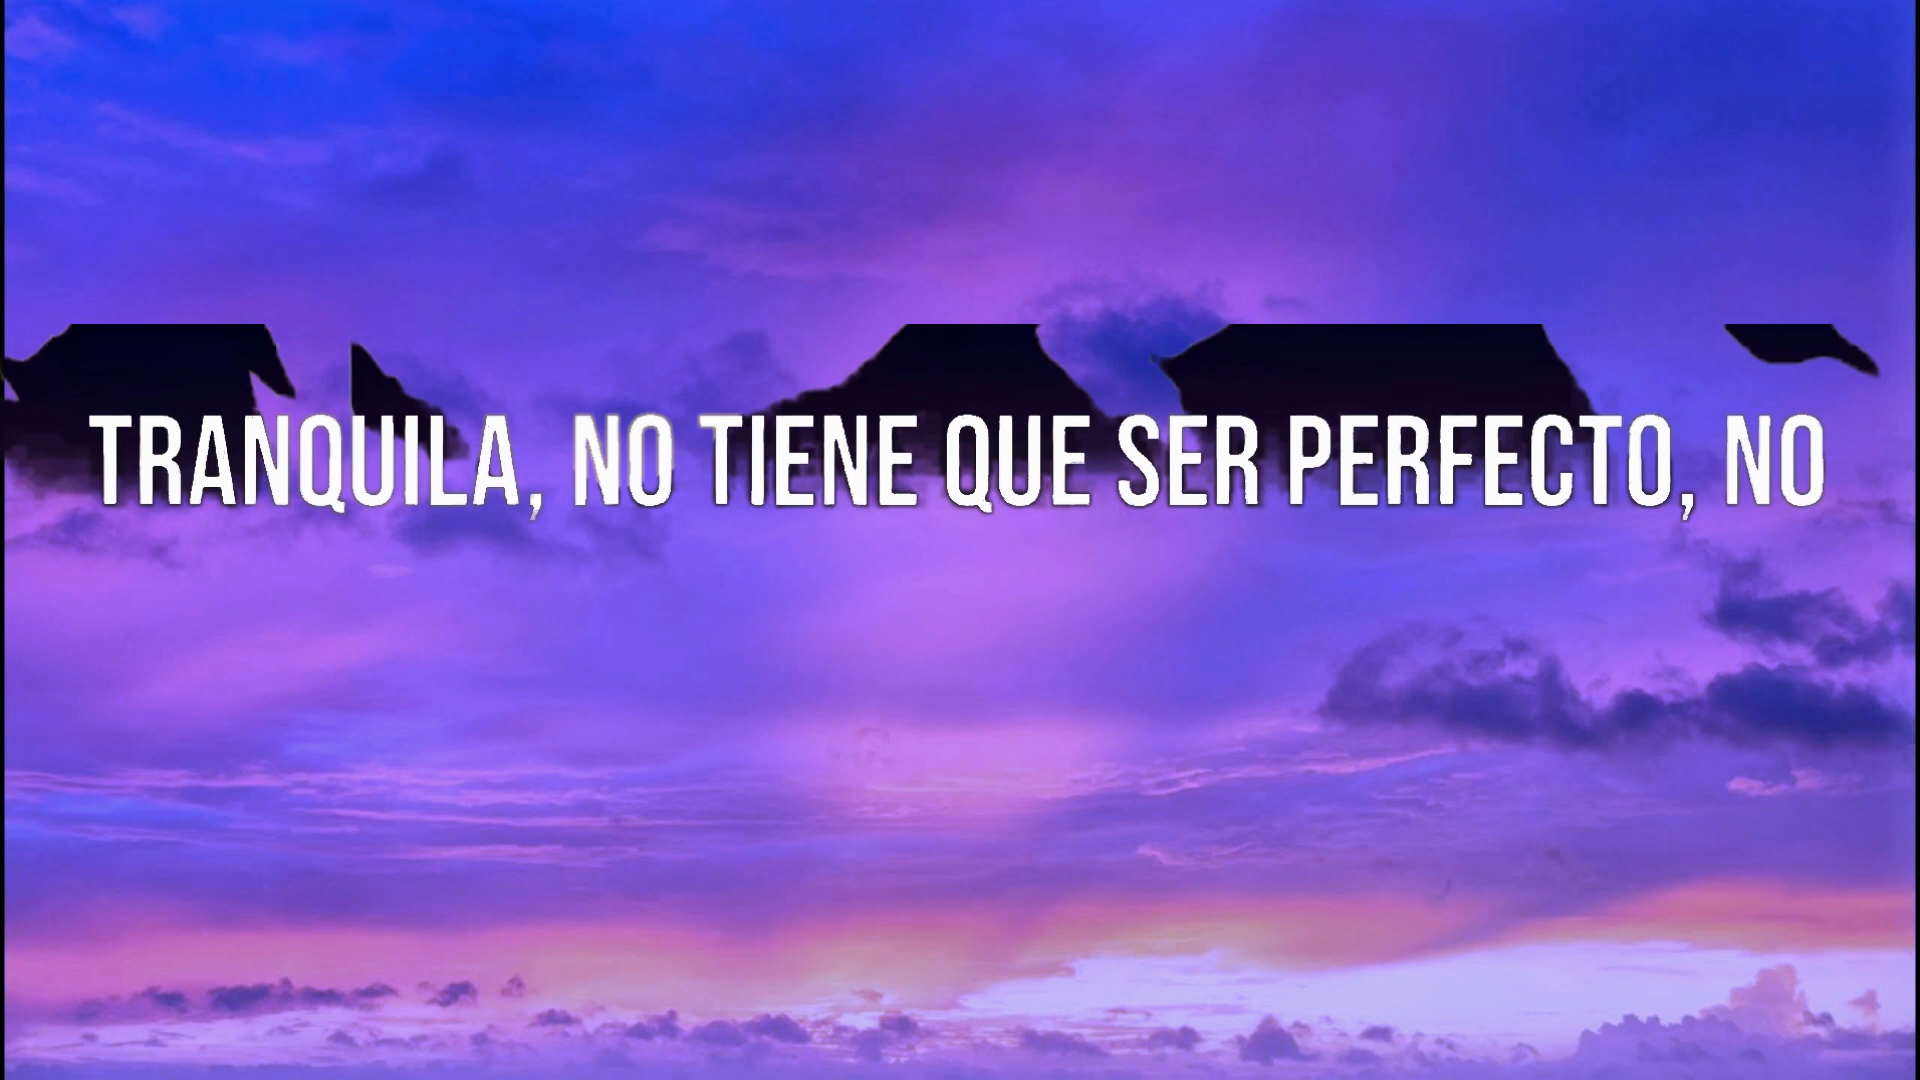 TRANQUILA, NO TIENE QUE SER PERFECTO, NO